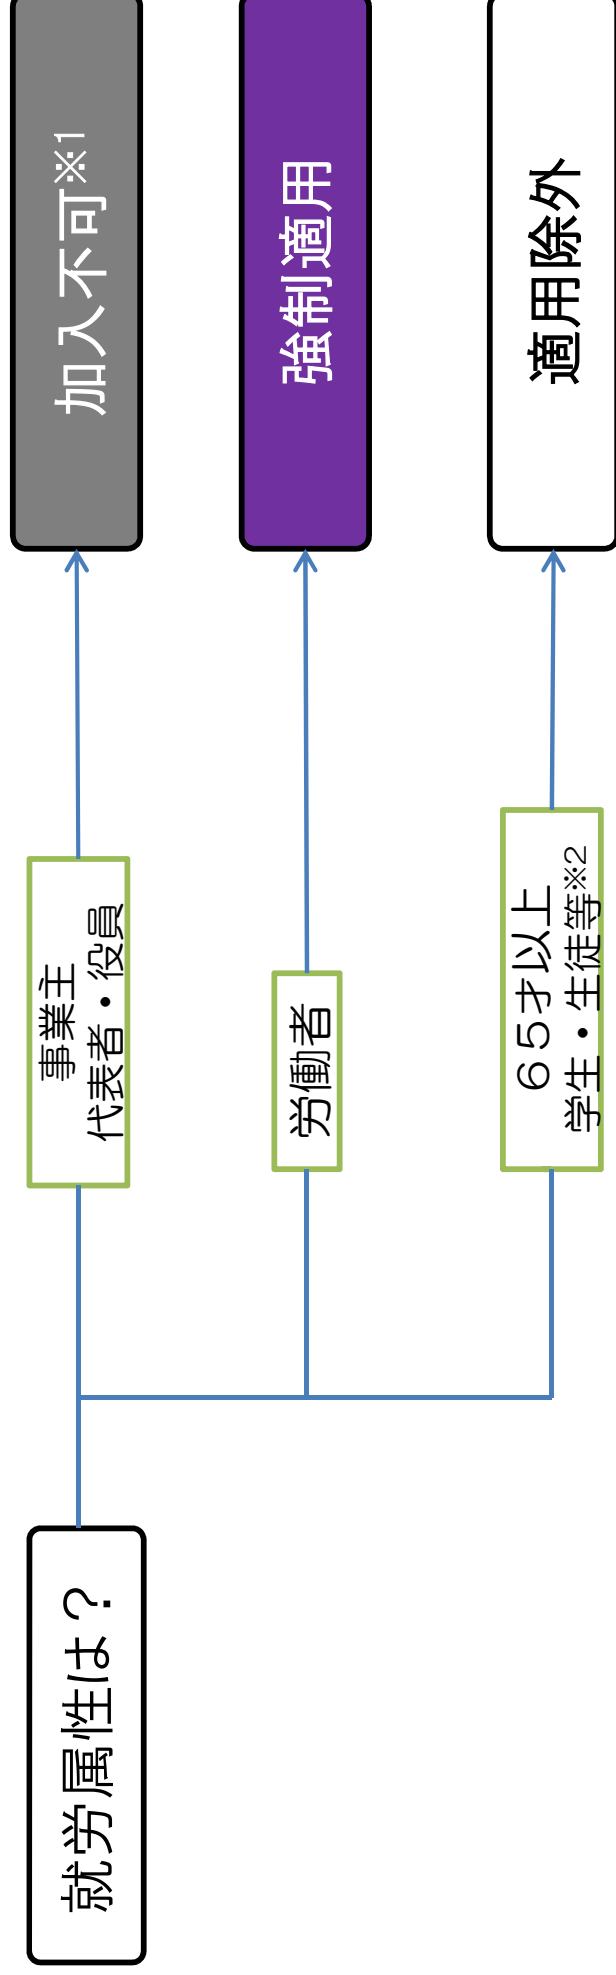 就労属性は？
事業主
代表者・役員
加入不可※1
労働者
強制適用
６５才以上
学生・生徒等※2
適用除外